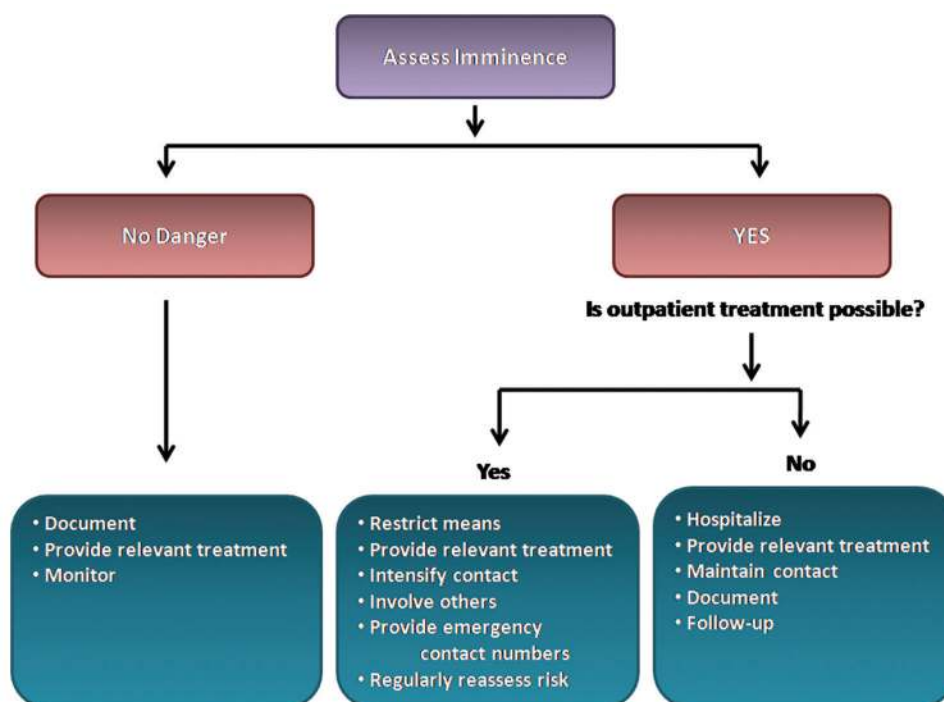 Assess Imminence
No Danger
YES
Is outpatient treatment possible?
Yes
No
• Document
• Provide relevant treatment
• Monitor
• Restrict means
• Provide relevant treatment
• Intensify contact
• Involve others
• Provide emergency
contact numbers
• Regularly reassess risk
• Hospitalize
• Provide relevant treatment
• Maintain contact
• Document
• Follow-up